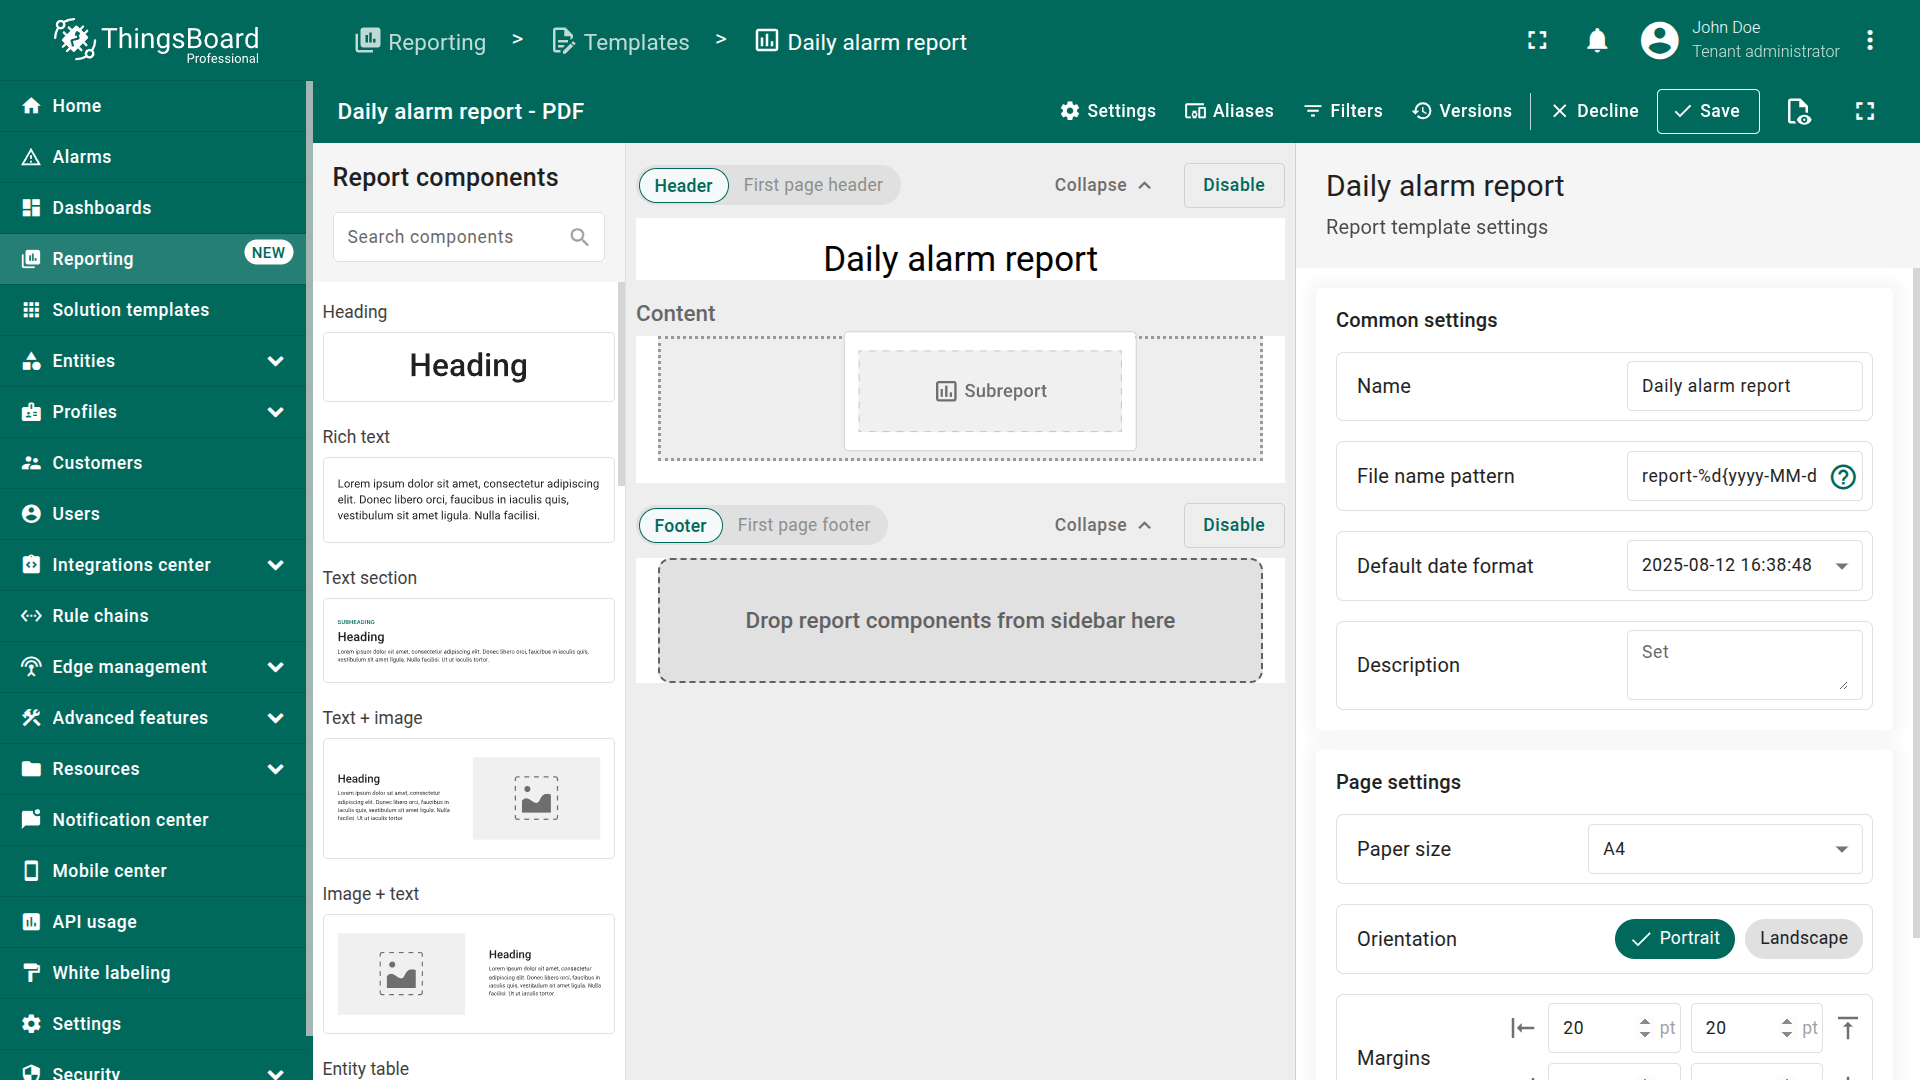 ThingsBoard
Professional
Reporting > Templates > Daily alarm report
John Doe
Tenant administrator
Home
Alarms
Dashboards
Reporting NEW
Solution templates
Entities
Profiles
Customers
Users
Integrations center
Rule chains
Edge management
Advanced features
Resources
Notification center
Mobile center
API usage
White labeling
Settings
Security
Daily alarm report - PDF
Settings Aliases Filters Versions Decline Save
Report components
Search components
Heading
Heading
Rich text
Lorem ipsum dolor sit amet, consectetur adipiscing
elit. Donec libero orci, faucibus in iaculis quis,
vestibulum sit amet ligula. Nulla facilisi.
Text section
SUBHEADING
Heading
Lorem ipsum dolor sit amet, consectetur adipiscing elit. Donec libero orci, faucibus in iaculis quis,
vestibulum sit amet ligula. Nulla facilisi. Ut ut iaculis tortor.
Text + image
Heading
Lorem ipsum dolor sit amet, consectetur
adipiscing elit. Donec libero orci, faucibus in
iaculis quis, vestibulum sit amet ligula. Nulla
facilisi. Ut ut iaculis tortor.
Image + text
Heading
Lorem ipsum dolor sit amet, consectetur
adipiscing elit. Donec libero orci, faucibus in
iaculis quis, vestibulum sit amet ligula. Nulla
facilisi. Ut ut iaculis tortor.
Entity table
Header First page header Collapse Disable
Daily alarm report
Content
Subreport
Footer First page footer Collapse Disable
Drop report components from sidebar here
Daily alarm report
Report template settings
Common settings
Name Daily alarm report
File name pattern report-%d{yyyy-MM-d
Default date format 2025-08-12 16:38:48
Description Set
Page settings
Paper size A4
Orientation Portrait Landscape
Margins 20 pt 20 pt